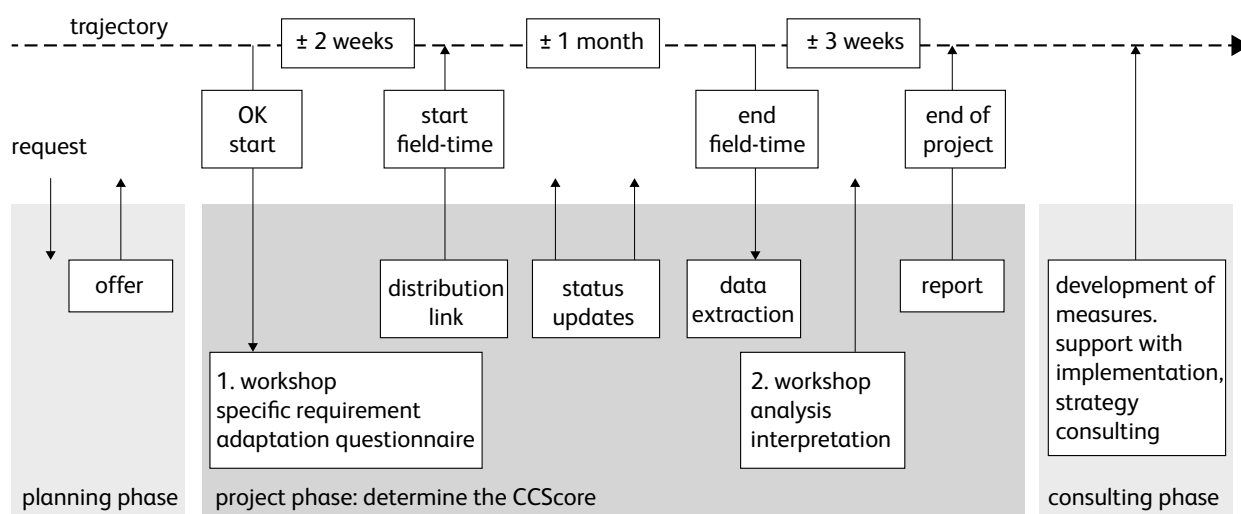 trajectory
± 2 weeks
± 1 month
± 3 weeks
OK
start
start
field-time
end
field-time
end of
project
request
offer
distribution
link
status
updates
data
extraction
report
development of
measures.
support with
implementation,
strategy
consulting
1. workshop
specific requirement
adaptation questionnaire
2. workshop
analysis
interpretation
planning phase
project phase: determine the CCScore
consulting phase